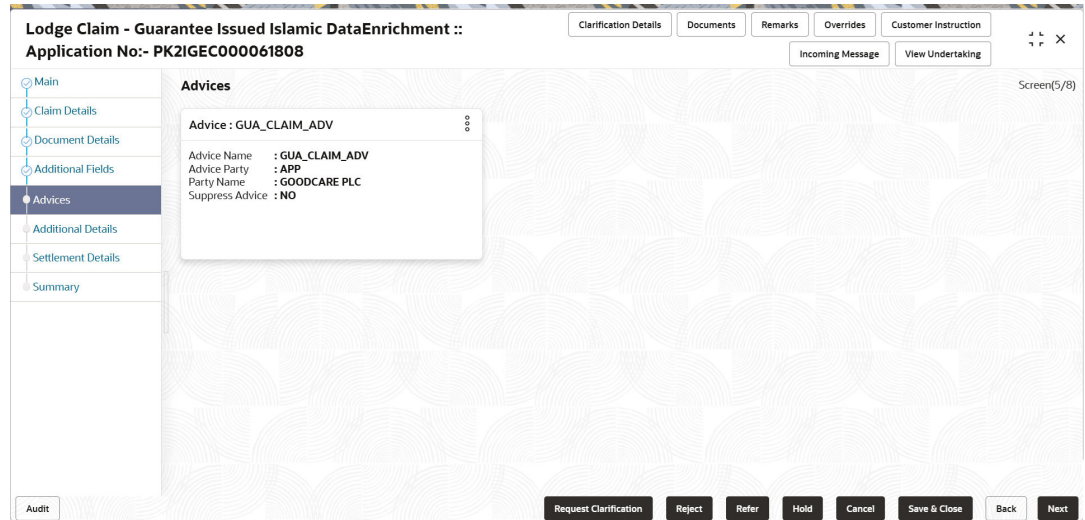 Lodge Claim - Guarantee Issued Islamic DataEnrichment ::
Application No:- PK2IGEC000061808
Clarification Details
Documents
Remarks
Overrides
Customer Instruction
Incoming Message
View Undertaking
Main
Claim Details
Document Details
Additional Fields
Advices
Additional Details
Settlement Details
Summary
Advices
Screen(5/8)
Advice : GUA_CLAIM_ADV
Advice Name : GUA_CLAIM_ADV
Advice Party : APP
Party Name : GOODCARE PLC
Suppress Advice : NO
Audit
Request Clarification
Reject
Refer
Hold
Cancel
Save & Close
Back
Next